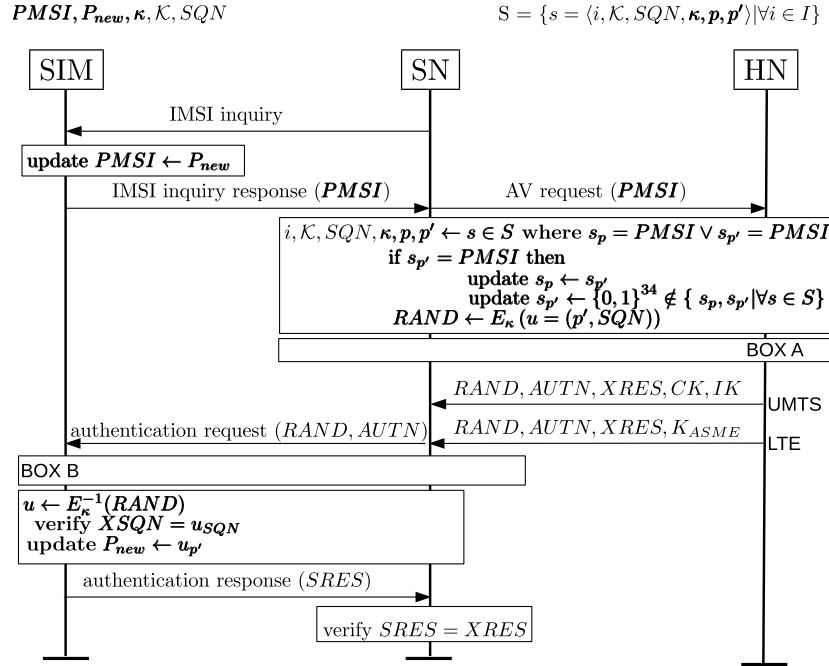 PMSI, P_new, κ, 𝒦, SQN
S = {s = ⟨i, 𝒦, SQN, κ, p, p′⟩|∀i ∈ I}
SIM
SN
HN
IMSI inquiry
update PMSI ← P_new
IMSI inquiry response (PMSI)
AV request (PMSI)
i, 𝒦, SQN, κ, p, p′ ← s ∈ S where s_p = PMSI ∨ s_p′ = PMSI
if s_p′ = PMSI then
update s_p ← s_p′
update s_p′ ← {0, 1}^34 ∉ { s_p, s_p′|∀s ∈ S}
RAND ← E_κ (u = (p′, SQN))
BOX A
RAND, AUTN, XRES, CK, IK
UMTS
authentication request (RAND, AUTN)
RAND, AUTN, XRES, K_ASME
LTE
BOX B
u ← E_κ^−1(RAND)
verify XSQN = u_SQN
update P_new ← u_p′
authentication response (SRES)
verify SRES = XRES